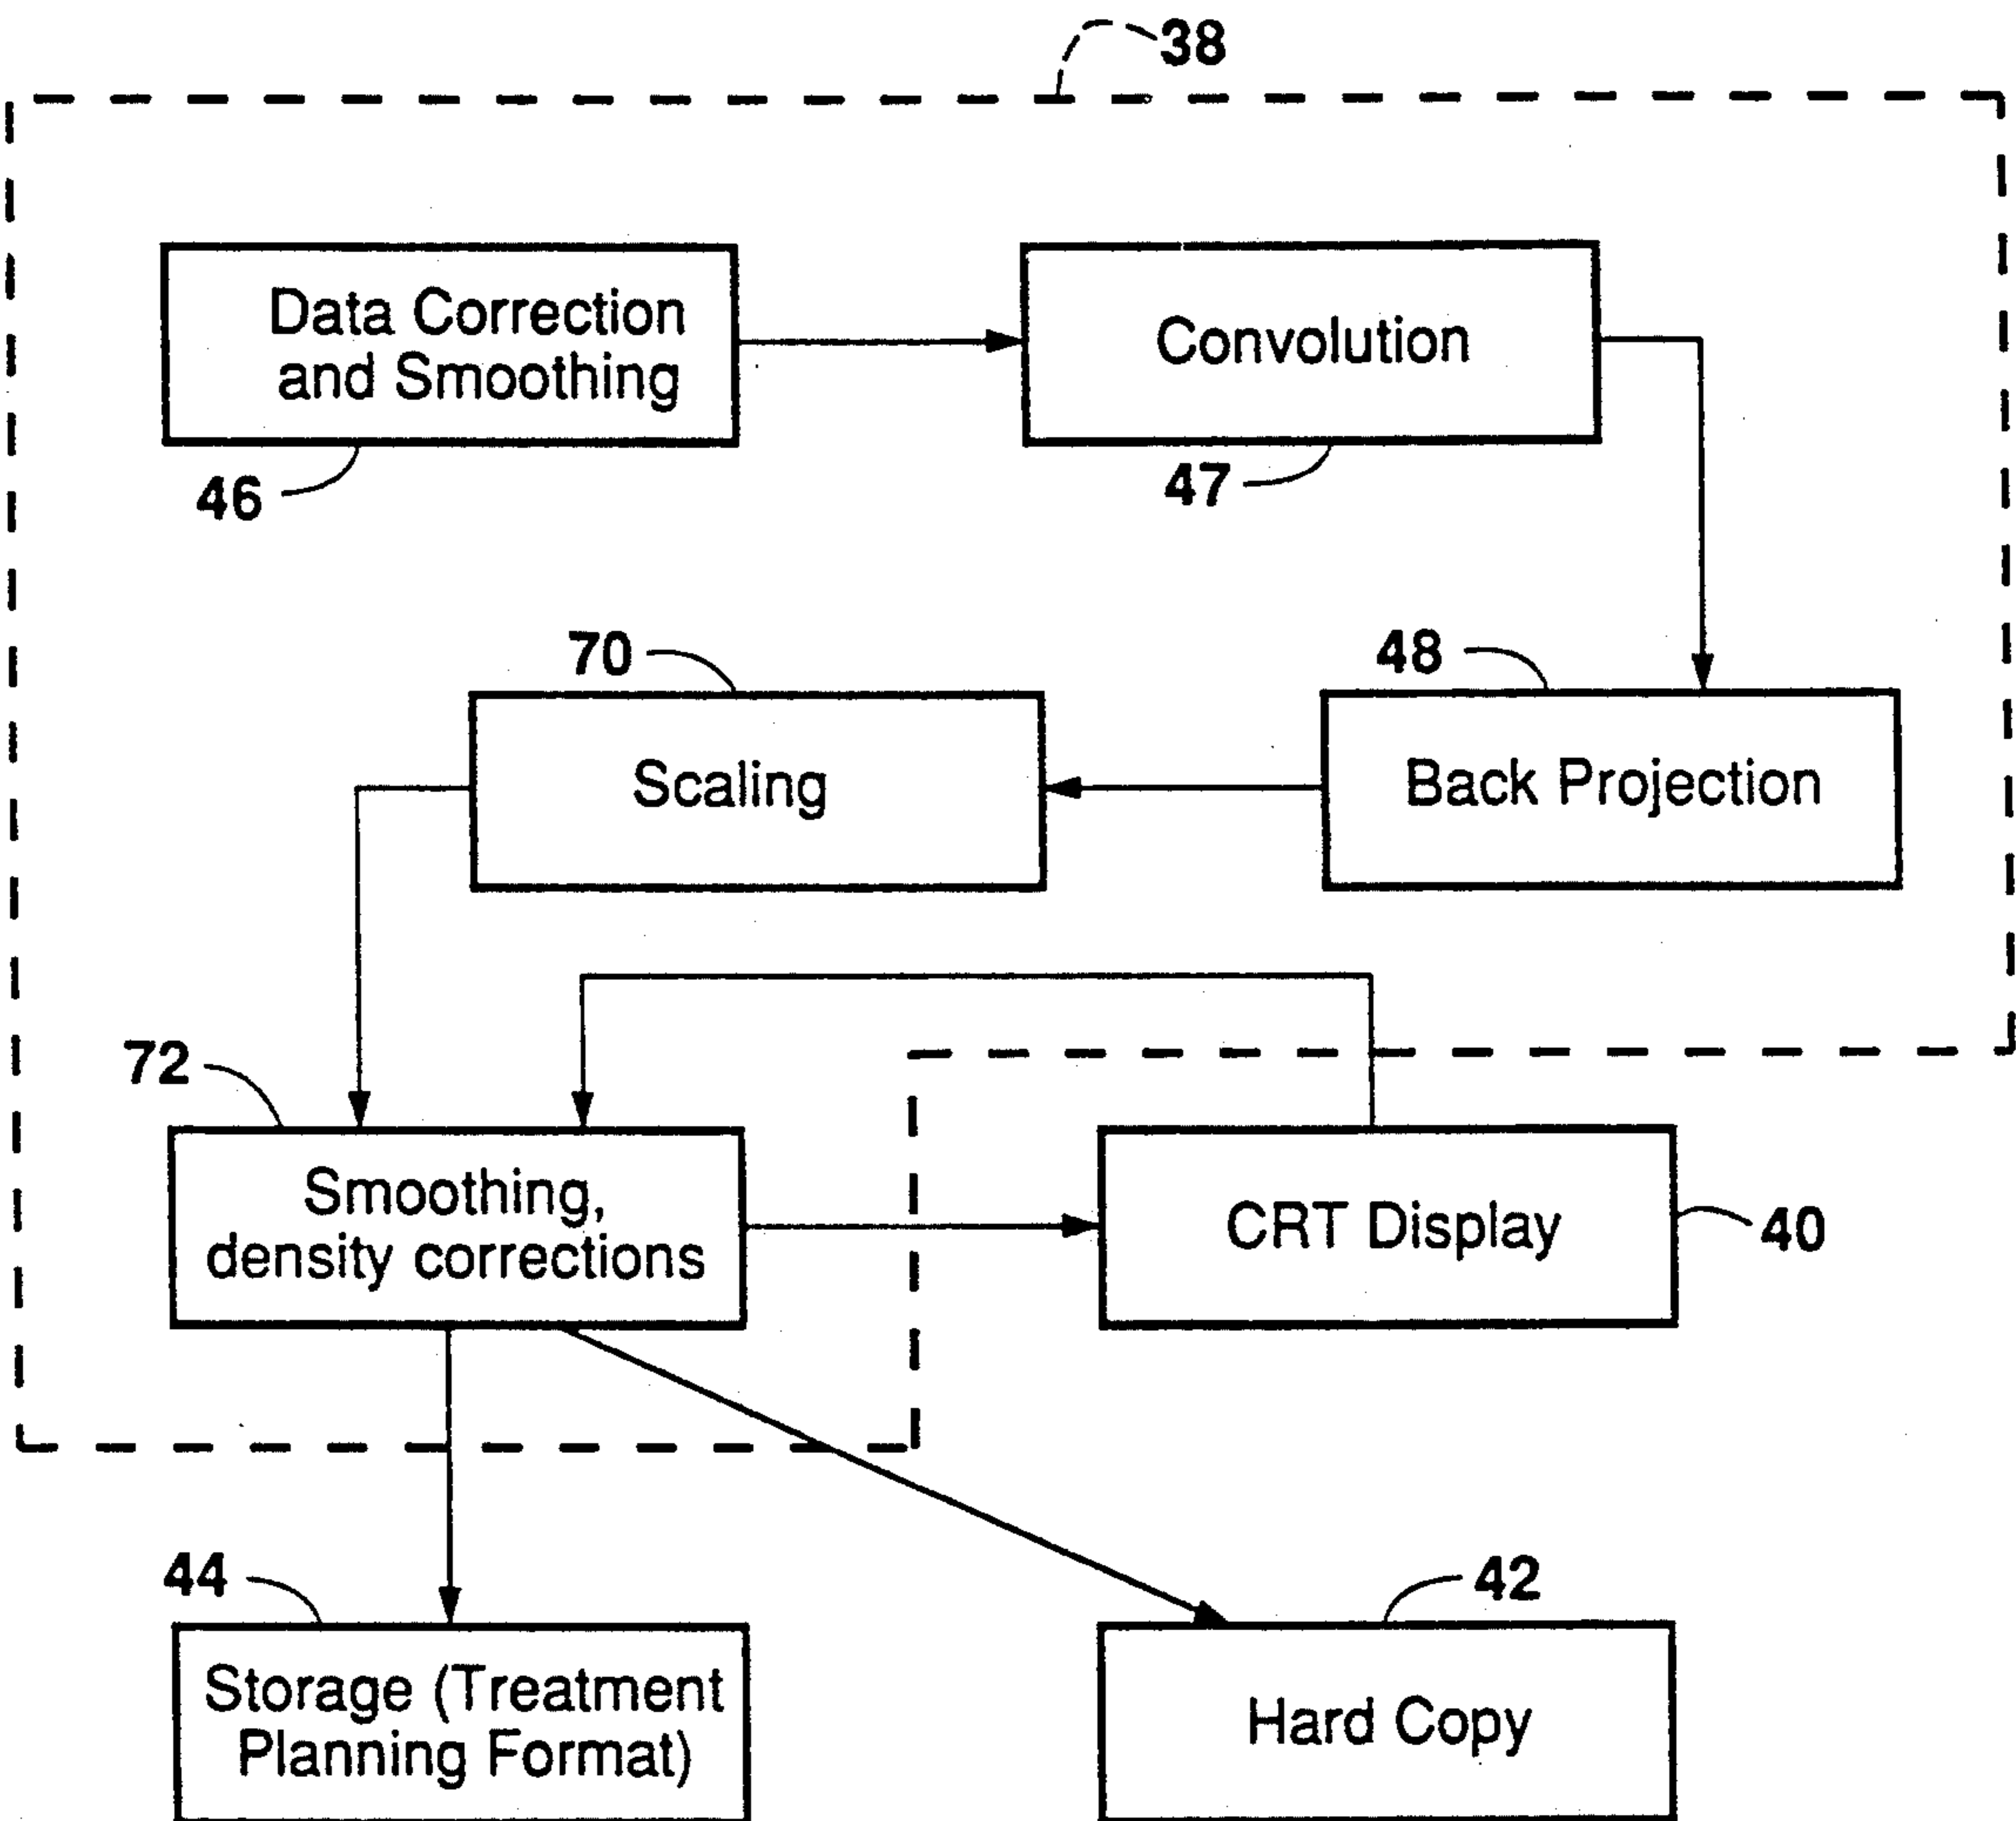 38
Data Correction
and Smoothing
Convolution
46
47
70
48
Scaling
Back Projection
72
Smoothing,
density corrections
CRT Display
40
44
42
Storage (Treatment
Planning Format)
Hard Copy